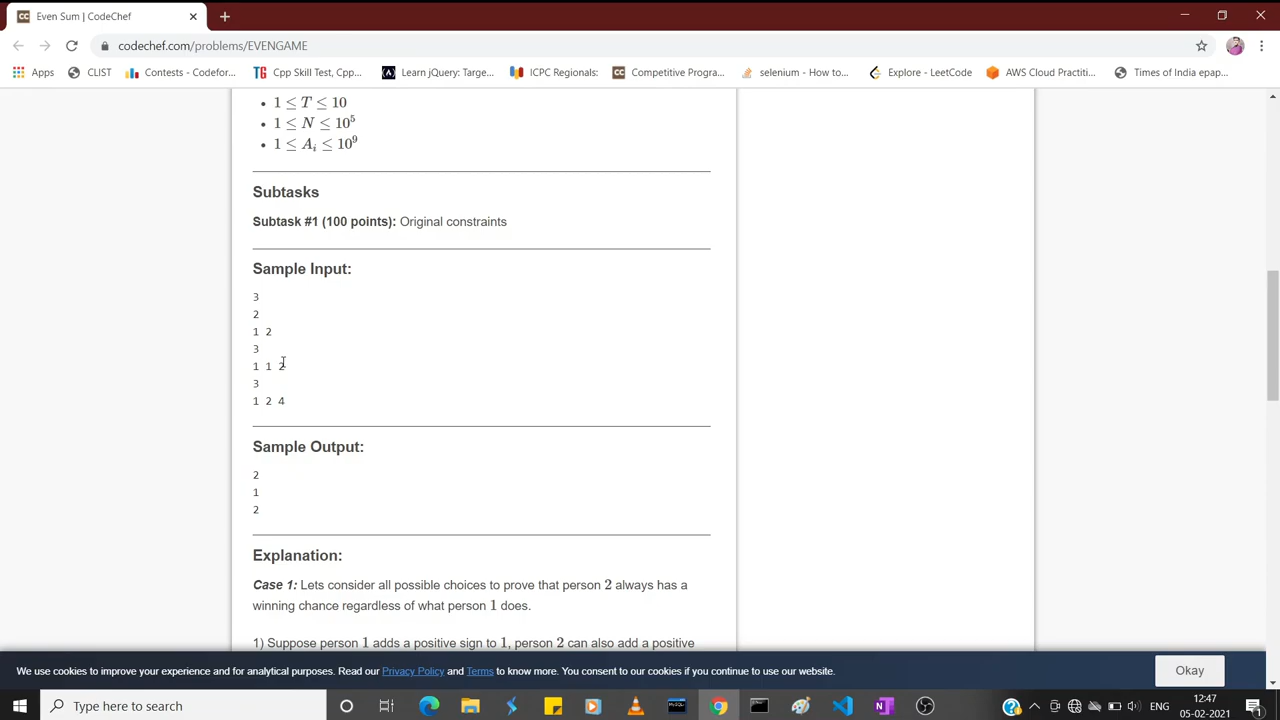 Even Sum | CodeChef
codechef.com/problems/EVENGAME
Apps CLIST Contests - Codefor... Cpp Skill Test, Cpp... Learn jQuery: Targe... ICPC Regionals: Competitive Progra... selenium - How to... Explore - LeetCode AWS Cloud Practiti... Times of India epap...
• 1 ≤ T ≤ 10
• 1 ≤ N ≤ 10⁵
• 1 ≤ Aᵢ ≤ 10⁹
Subtasks
Subtask #1 (100 points): Original constraints
Sample Input:
3
2
1 2
3
1 1 2
3
1 2 4
Sample Output:
2
1
2
Explanation:
Case 1: Lets consider all possible choices to prove that person 2 always has a
winning chance regardless of what person 1 does.
1) Suppose person 1 adds a positive sign to 1, person 2 can also add a positive
We use cookies to improve your experience and for analytical purposes. Read our Privacy Policy and Terms to know more. You consent to our cookies if you continue to use our website.
Okay
Type here to search
ENG
12:47
05-02-2021